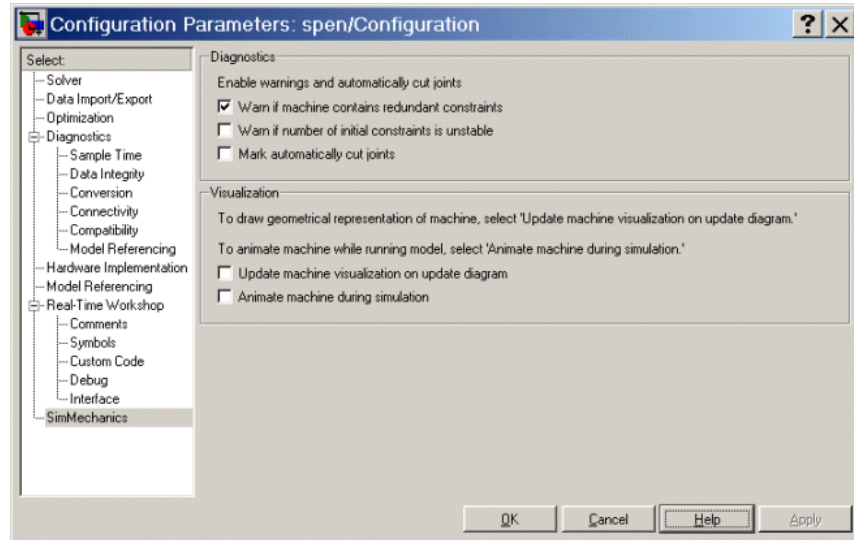 Configuration Parameters: spen/Configuration
Select:
Solver
Data Import/Export
Optimization
Diagnostics
Sample Time
Data Integrity
Conversion
Connectivity
Compatibility
Model Referencing
Hardware Implementation
Model Referencing
Real-Time Workshop
Comments
Symbols
Custom Code
Debug
Interface
SimMechanics
Diagnostics
Enable warnings and automatically cut joints
Warn if machine contains redundant constraints
Warn if number of initial constraints is unstable
Mark automatically cut joints
Visualization
To draw geometrical representation of machine, select 'Update machine visualization on update diagram.'
To animate machine while running model, select 'Animate machine during simulation.'
Update machine visualization on update diagram
Animate machine during simulation
OK Cancel Help Apply